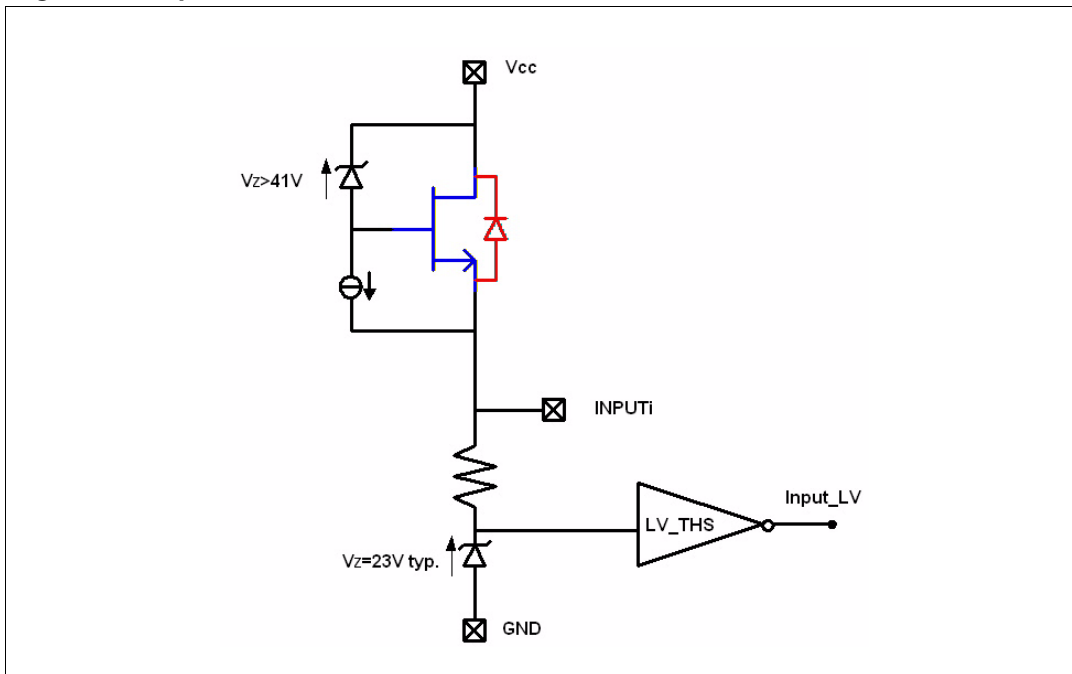 Vcc
Vz>41V
INPUTi
Input_LV
LV_THS
Vz=23V typ.
GND